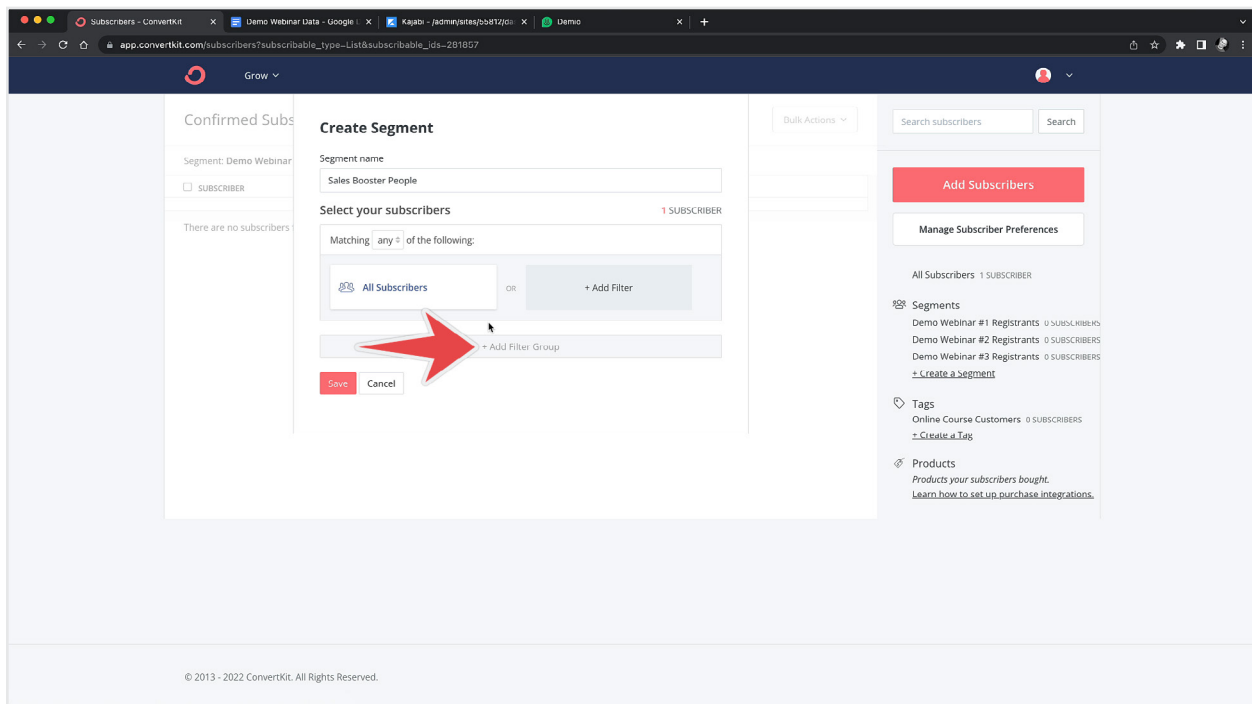 Subscribers - ConvertKit
Demo Webinar Data - Google
Kajabi - /admin/sites/55812/da
Demio
app.convertkit.com/subscribers?subscribable_type=List&subscribable_ids=281857
Grow
Confirmed Subs
Bulk Actions
Segment: Demo Webinar
SUBSCRIBER
There are no subscribers
Create Segment
Segment name
Sales Booster People
Select your subscribers
1 SUBSCRIBER
Matching any of the following:
All Subscribers
OR
+ Add Filter
+ Add Filter Group
Save
Cancel
Search subscribers
Search
Add Subscribers
Manage Subscriber Preferences
All Subscribers 1 SUBSCRIBER
Segments
Demo Webinar #1 Registrants 0 SUBSCRIBERS
Demo Webinar #2 Registrants 0 SUBSCRIBERS
Demo Webinar #3 Registrants 0 SUBSCRIBERS
+ Create a Segment
Tags
Online Course Customers 0 SUBSCRIBERS
+ Create a Tag
Products
Products your subscribers bought.
Learn how to set up purchase integrations.
© 2013 - 2022 ConvertKit. All Rights Reserved.